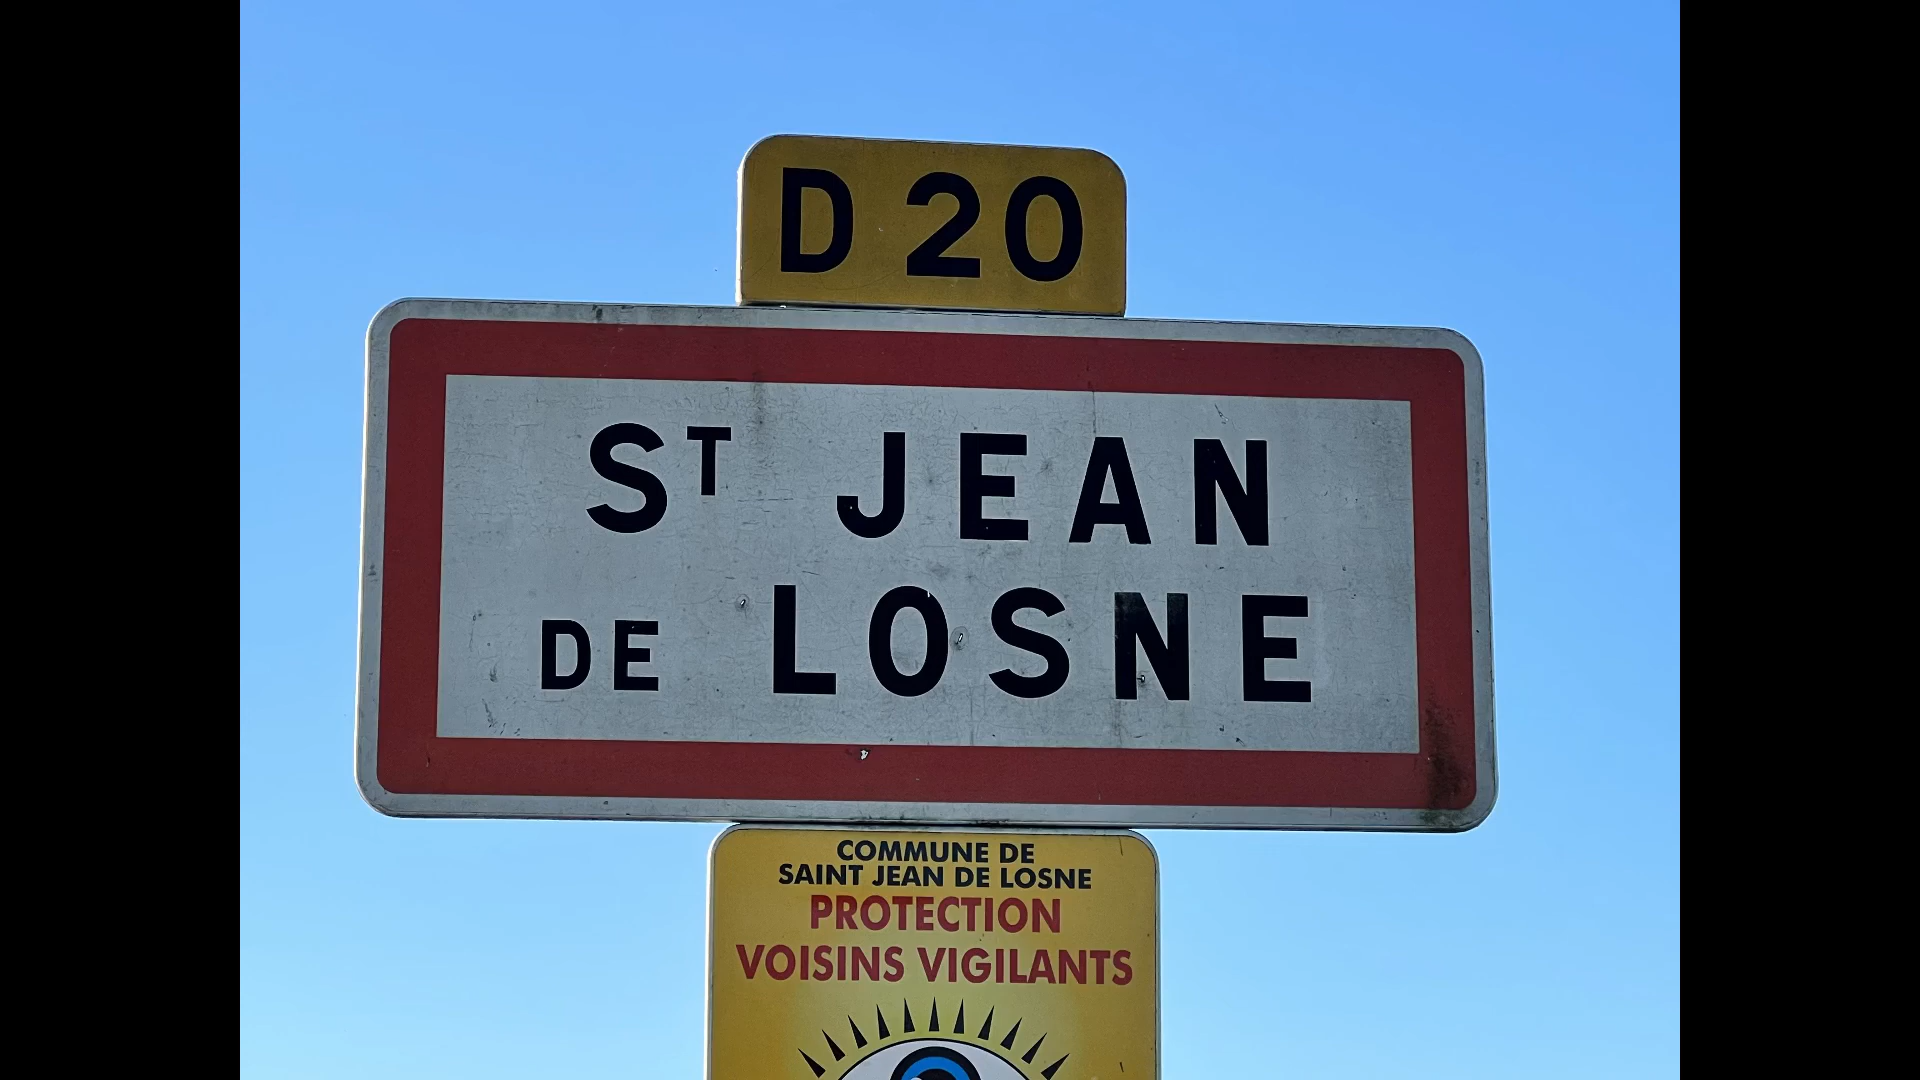 D 20
ST JEAN
DE LOSNE
COMMUNE DE
SAINT JEAN DE LOSNE
PROTECTION
VOISINS VIGILANTS